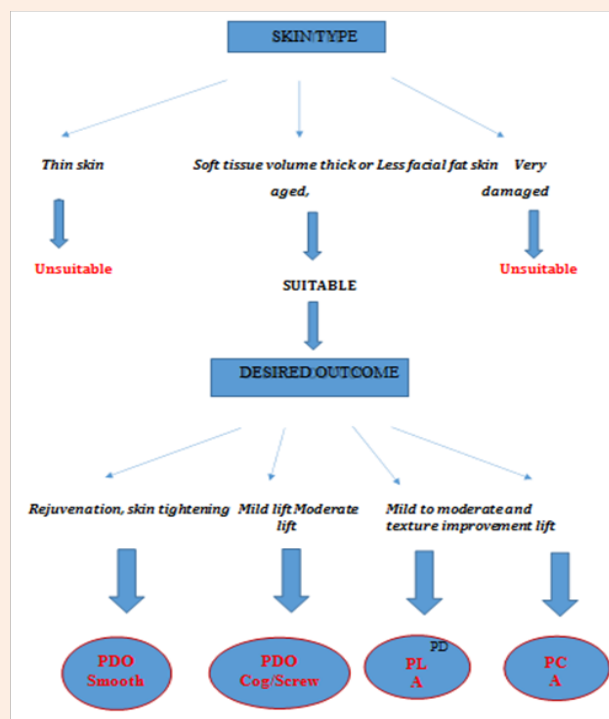 SKIN TYPE
Thin skin
Soft tissue volume thick or Less facial fat skin Very
aged,
damaged
Unsuitable
Unsuitable
SUITABLE
DESIRED OUTCOME
Rejuvenation, skin tightening
Mild lift Moderate
lift
Mild to moderate and
texture improvement lift
PDO
Smooth
PDO
Cog/Screw
PD
PL
A
PC
A